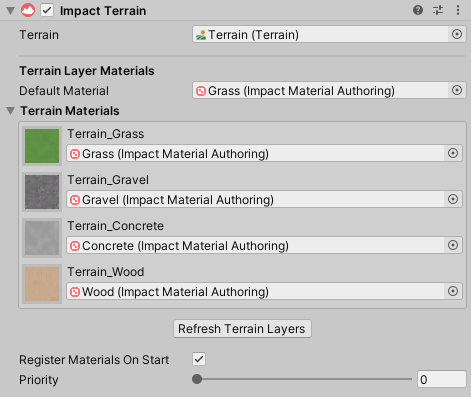 Impact Terrain
Terrain Terrain (Terrain)
Terrain Layer Materials
Default Material Grass (Impact Material Authoring)
Terrain Materials
Terrain_Grass
Grass (Impact Material Authoring)
Terrain_Gravel
Gravel (Impact Material Authoring)
Terrain_Concrete
Concrete (Impact Material Authoring)
Terrain_Wood
Wood (Impact Material Authoring)
Refresh Terrain Layers
Register Materials On Start
Priority 0